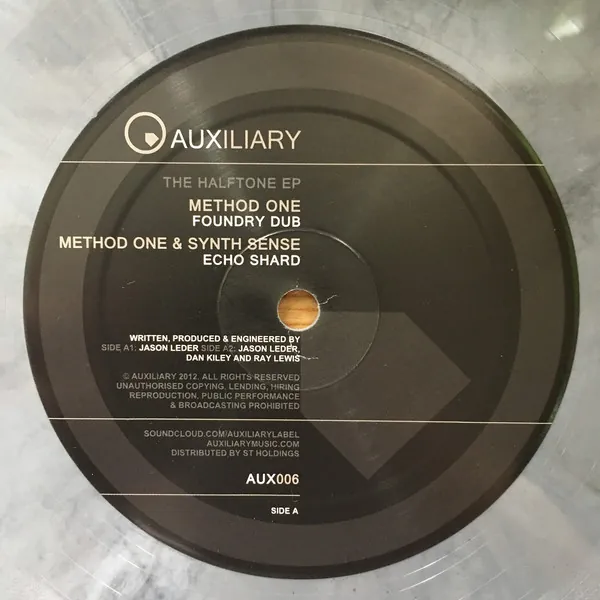 AUXILIARY
THE HALFTONE EP
METHOD ONE
FOUNDRY DUB
METHOD ONE & SYNTH SENSE
ECHO SHARD
WRITTEN, PRODUCED & ENGINEERED BY
SIDE A1: JASON LEDER SIDE A2: JASON LEDER,
DAN KILEY AND RAY LEWIS
© AUXILIARY 2012. ALL RIGHTS RESERVED
UNAUTHORISED COPYING, LENDING, HIRING
REPRODUCTION, PUBLIC PERFORMANCE
& BROADCASTING PROHIBITED
SOUNDCLOUD.COM/AUXILIARYLABEL
AUXILIARYMUSIC.COM
DISTRIBUTED BY ST HOLDINGS
AUX006
SIDE A